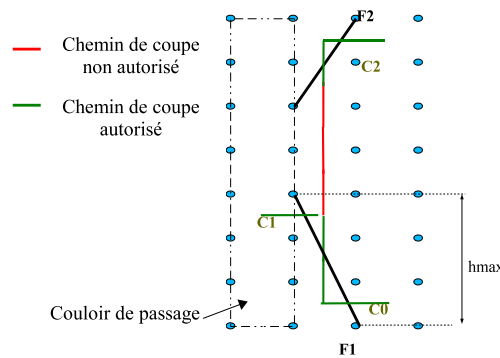 F2
Chemin de coupe
non autorisé
C2
Chemin de coupe
autorisé
C1
hmax
Couloir de passage
C0
F1